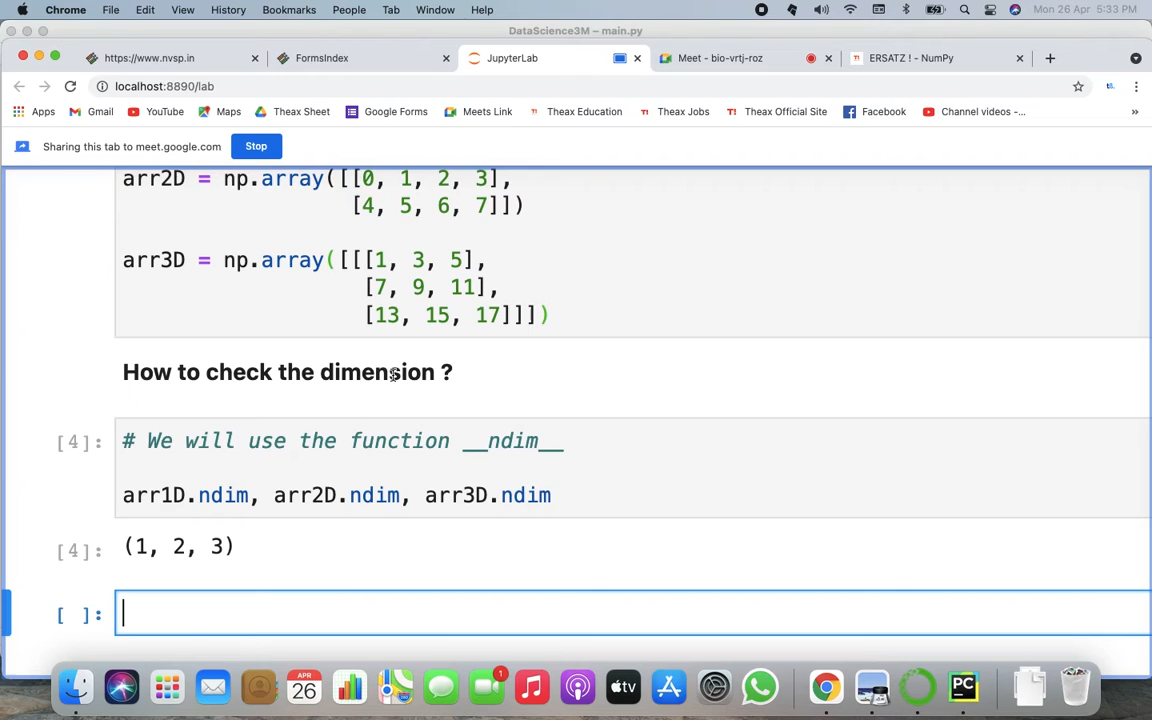 Chrome File Edit View History Bookmarks People Tab Window Help Mon 26 Apr 5:33 PM
DataScience3M – main.py
https://www.nvsp.in FormsIndex JupyterLab Meet - bio-vrtj-roz ERSATZ ! - NumPy
localhost:8890/lab
Apps Gmail YouTube Maps Theax Sheet Google Forms Meets Link Theax Education Theax Jobs Theax Official Site Facebook Channel videos -... »
Sharing this tab to meet.google.com Stop
arr2D = np.array([[0, 1, 2, 3],
[4, 5, 6, 7]])
arr3D = np.array([[[1, 3, 5],
[7, 9, 11],
[13, 15, 17]]])
How to check the dimension ?
[4]: # We will use the function __ndim__
arr1D.ndim, arr2D.ndim, arr3D.ndim
[4]: (1, 2, 3)
[ ]:
APR
26
1
tv
PC